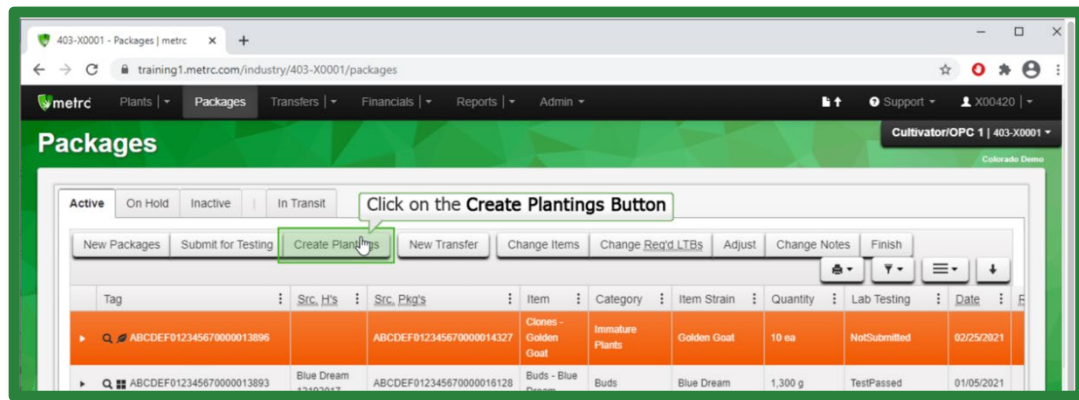 403-X0001 - Packages | metrc
training1.metrc.com/industry/403-X0001/packages
metrc Plants Packages Transfers Financials Reports Admin Support X00420
Packages
Cultivator/OPC 1 | 403-X0001
Colorado Demo
Active On Hold Inactive In Transit
Click on the Create Plantings Button
New Packages Submit for Testing Create Plantings New Transfer Change Items Change Req'd LTBs Adjust Change Notes Finish
Tag Src. H's Src. Pkg's Item Category Item Strain Quantity Lab Testing Date
ABCDEF012345670000013896 ABCDEF012345670000014327 Clones - Golden Goat Immature Plants Golden Goat 10 ea NotSubmitted 02/25/2021
ABCDEF012345670000013893 Blue Dream ABCDEF012345670000016128 Buds - Blue Dream Buds Blue Dream 1,300 g TestPassed 01/05/2021